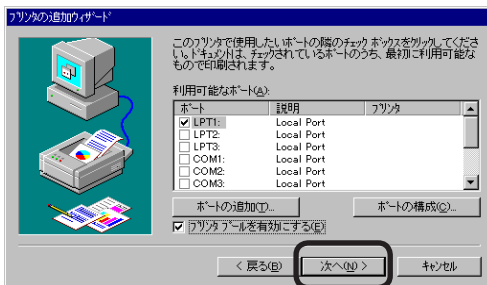 プリンタの追加ウィザード
このプリンタで使用したいポートの隣のチェック ボックスをクリックしてくださ
い。ドキュメントは、チェックされているポートのうち、最初に利用可能な
もので印刷されます。
利用可能なポート(A):
ポート 説明 プリンタ
LPT1: Local Port
LPT2: Local Port
LPT3: Local Port
COM1: Local Port
COM2: Local Port
COM3: Local Port
ポートの追加(T)... ポートの構成(C)...
プリンタ プールを有効にする(E)
< 戻る(B) 次へ(N) > キャンセル